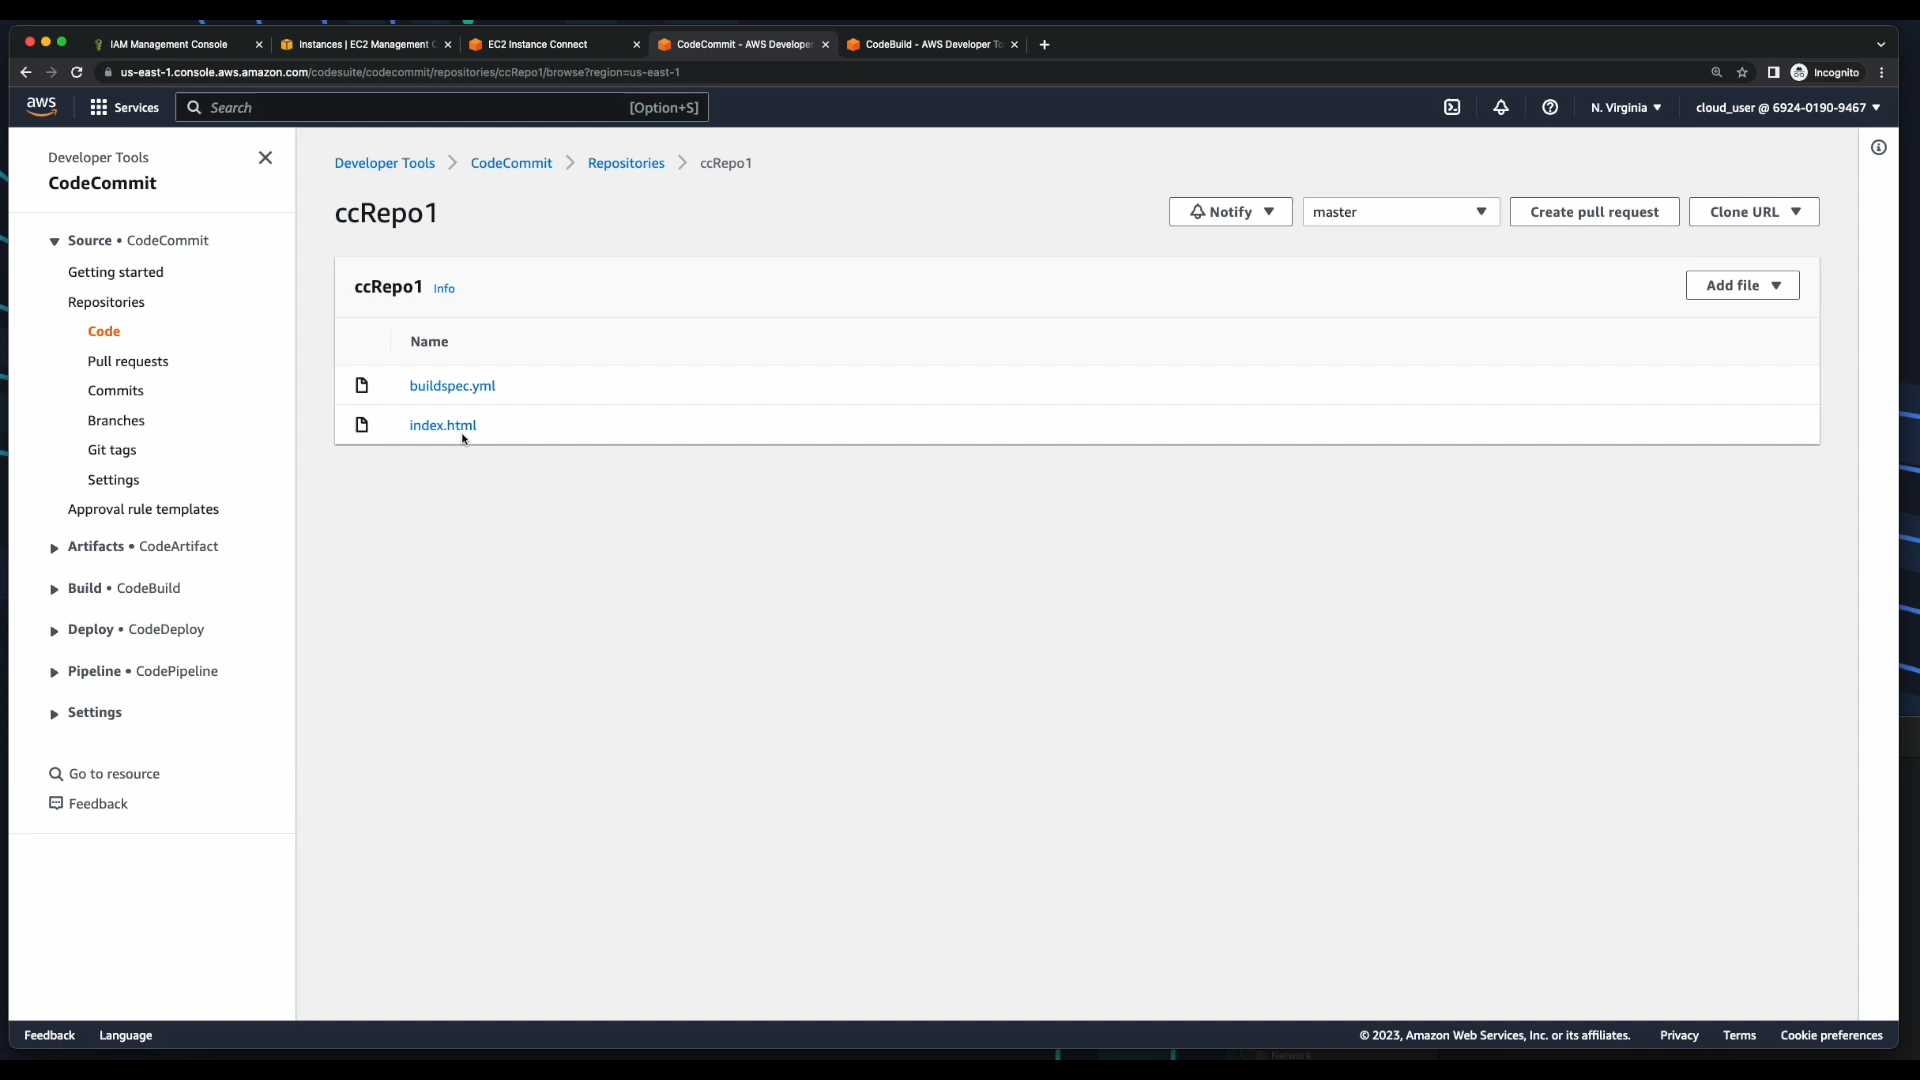 IAM Management Console
Instances | EC2 Management C
EC2 Instance Connect
CodeCommit - AWS Developer
CodeBuild - AWS Developer To
us-east-1.console.aws.amazon.com/codesuite/codecommit/repositories/ccRepo1/browse?region=us-east-1
Incognito
aws
Services
Search
[Option+S]
N. Virginia
cloud_user @ 6924-0190-9467
Developer Tools
CodeCommit
Source • CodeCommit
Getting started
Repositories
Code
Pull requests
Commits
Branches
Git tags
Settings
Approval rule templates
Artifacts • CodeArtifact
Build • CodeBuild
Deploy • CodeDeploy
Pipeline • CodePipeline
Settings
Go to resource
Feedback
Developer Tools > CodeCommit > Repositories > ccRepo1
ccRepo1
Notify
master
Create pull request
Clone URL
ccRepo1 Info
Add file
Name
buildspec.yml
index.html
Feedback
Language
© 2023, Amazon Web Services, Inc. or its affiliates.
Privacy
Terms
Cookie preferences
Network